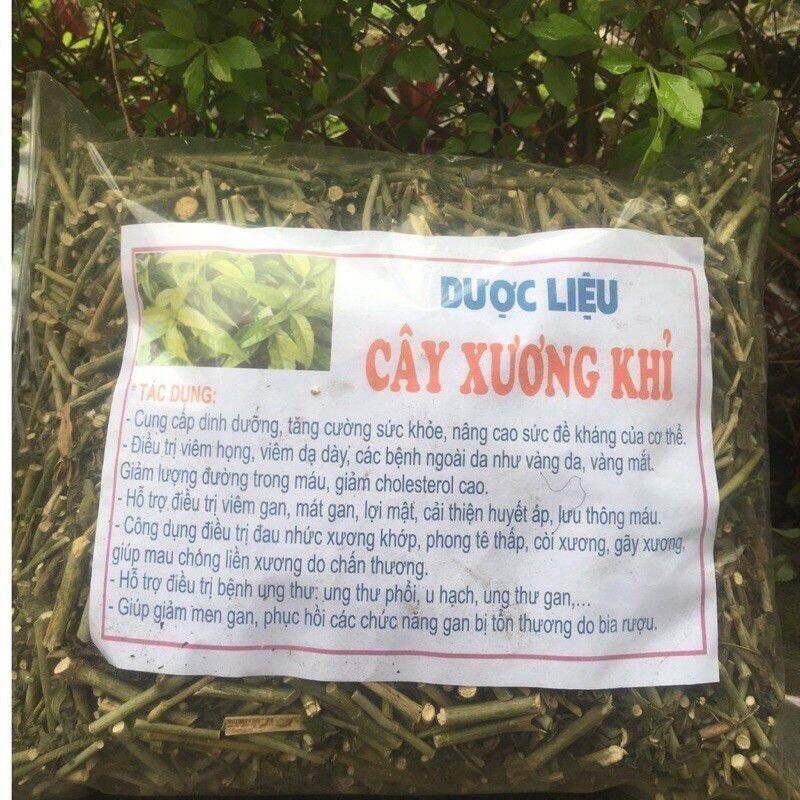 DƯỢC LIỆU
CÂY XƯƠNG KHỈ
* TÁC DỤNG:
- Cung cấp dinh dưỡng, tăng cường sức khỏe, nâng cao sức đề kháng của cơ thể.
- Điều trị viêm họng, viêm dạ dày, các bệnh ngoài da như vàng da, vàng mắt.
Giảm lượng đường trong máu, giảm cholesterol cao.
- Hỗ trợ điều trị viêm gan, mát gan, lợi mật, cải thiện huyết áp, lưu thông máu.
- Công dụng điều trị đau nhức xương khớp, phong tê thấp, còi xương, gãy xương,
giúp mau chóng liền xương do chấn thương.
- Hỗ trợ điều trị bệnh ung thư: ung thư phổi, u hạch, ung thư gan,...
- Giúp giảm men gan, phục hồi các chức năng gan bị tổn thương do bia rượu.